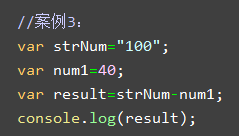 //案例3：
var strNum="100";
var num1=40;
var result=strNum-num1;
console.log(result);